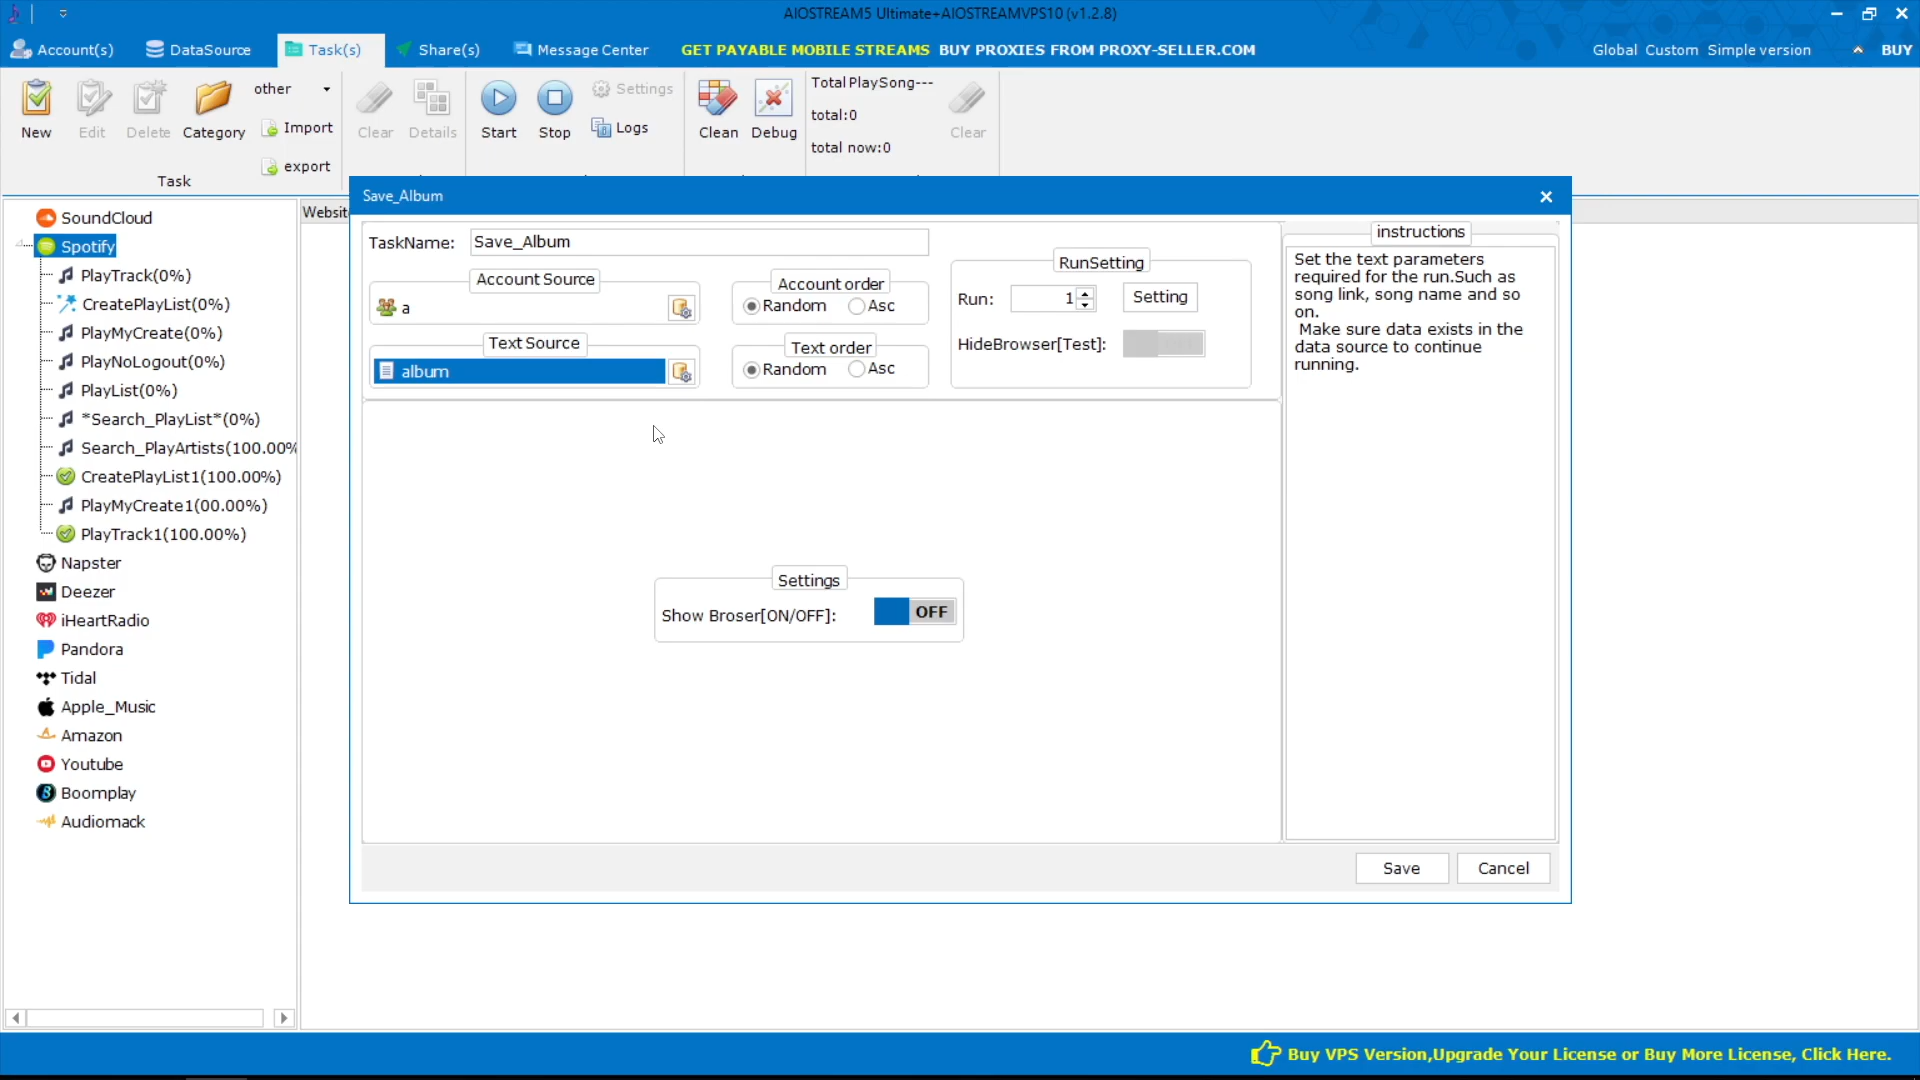 AIOSTREAM5 Ultimate+AIOSTREAMVPS10 (v1.2.8)
Account(s) DataSource Task(s) Share(s) Message Center GET PAYABLE MOBILE STREAMS BUY PROXIES FROM PROXY-SELLER.COM Global Custom Simple version BUY
New Edit Delete Category other Import export Clear Details Start Stop Settings Logs Clean Debug Clear
Total PlaySong---
total:0
total now:0
Task
Websit
SoundCloud
Spotify
PlayTrack(0%)
CreatePlayList(0%)
PlayMyCreate(0%)
PlayNoLogout(0%)
PlayList(0%)
*Search_PlayList*(0%)
Search_PlayArtists(100.00%
CreatePlayList1(100.00%)
PlayMyCreate1(00.00%)
PlayTrack1(100.00%)
Napster
Deezer
iHeartRadio
Pandora
Tidal
Apple_Music
Amazon
Youtube
Boomplay
Audiomack
Save_Album
TaskName: Save_Album
Account Source
a
Account order
Random Asc
Text Source
album
Text order
Random Asc
RunSetting
Run: 1 Setting
HideBrowser[Test]:
Settings
Show Broser[ON/OFF]: OFF
instructions
Set the text parameters
required for the run.Such as
song link, song name and so
on.
Make sure data exists in the
data source to continue
running.
Save Cancel
Buy VPS Version,Upgrade Your License or Buy More License, Click Here.